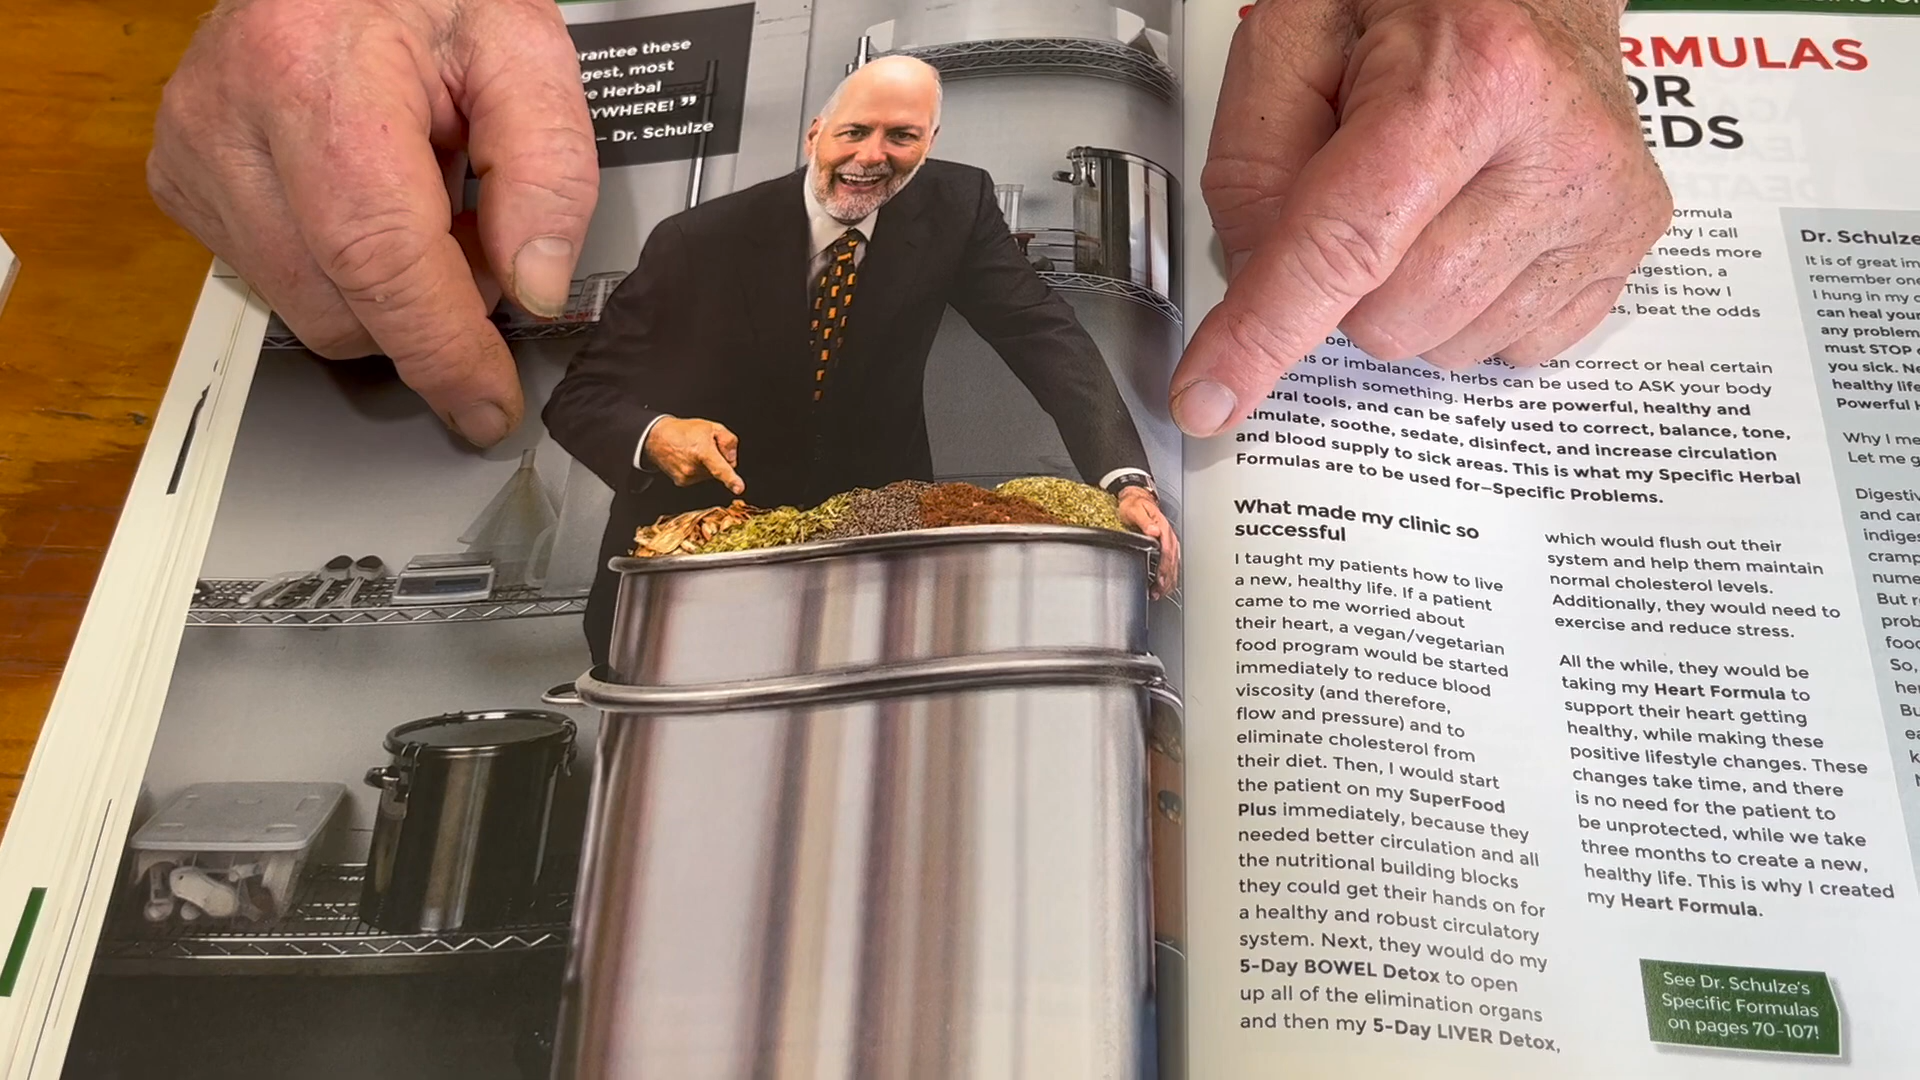 these
gest, most
Herbal
YWHERE! ”
– Dr. Schulze
RMULAS
OR
EDS
ormula
why I call
needs more
digestion, a
This is how I
es, beat the odds
can correct or heal certain
is or imbalances, herbs can be used to ASK your body
complish something. Herbs are powerful, healthy and
ural tools, and can be safely used to correct, balance, tone,
timulate, soothe, sedate, disinfect, and increase circulation
and blood supply to sick areas. This is what my Specific Herbal
Formulas are to be used for–Specific Problems.
What made my clinic so
successful
I taught my patients how to live
a new, healthy life. If a patient
came to me worried about
their heart, a vegan/vegetarian
food program would be started
immediately to reduce blood
viscosity (and therefore,
flow and pressure) and to
eliminate cholesterol from
their diet. Then, I would start
the patient on my SuperFood
Plus immediately, because they
needed better circulation and all
the nutritional building blocks
they could get their hands on for
a healthy and robust circulatory
system. Next, they would do my
5-Day BOWEL Detox to open
up all of the elimination organs
and then my 5-Day LIVER Detox,
which would flush out their
system and help them maintain
normal cholesterol levels.
Additionally, they would need to
exercise and reduce stress.
All the while, they would be
taking my Heart Formula to
support their heart getting
healthy, while making these
positive lifestyle changes. These
changes take time, and there
is no need for the patient to
be unprotected, while we take
three months to create a new,
healthy life. This is why I created
my Heart Formula.
See Dr. Schulze's
Specific Formulas
on pages 70-107!
Dr. Schulze
It is of great im
remember one
I hung in my c
can heal your
any problem
must STOP
you sick. Ne
healthy life
Powerful H
Why I me
Let me g
Digestiv
and can
indiges
cramp
nume
But r
prob
food
So,
her
Bu
ea
k